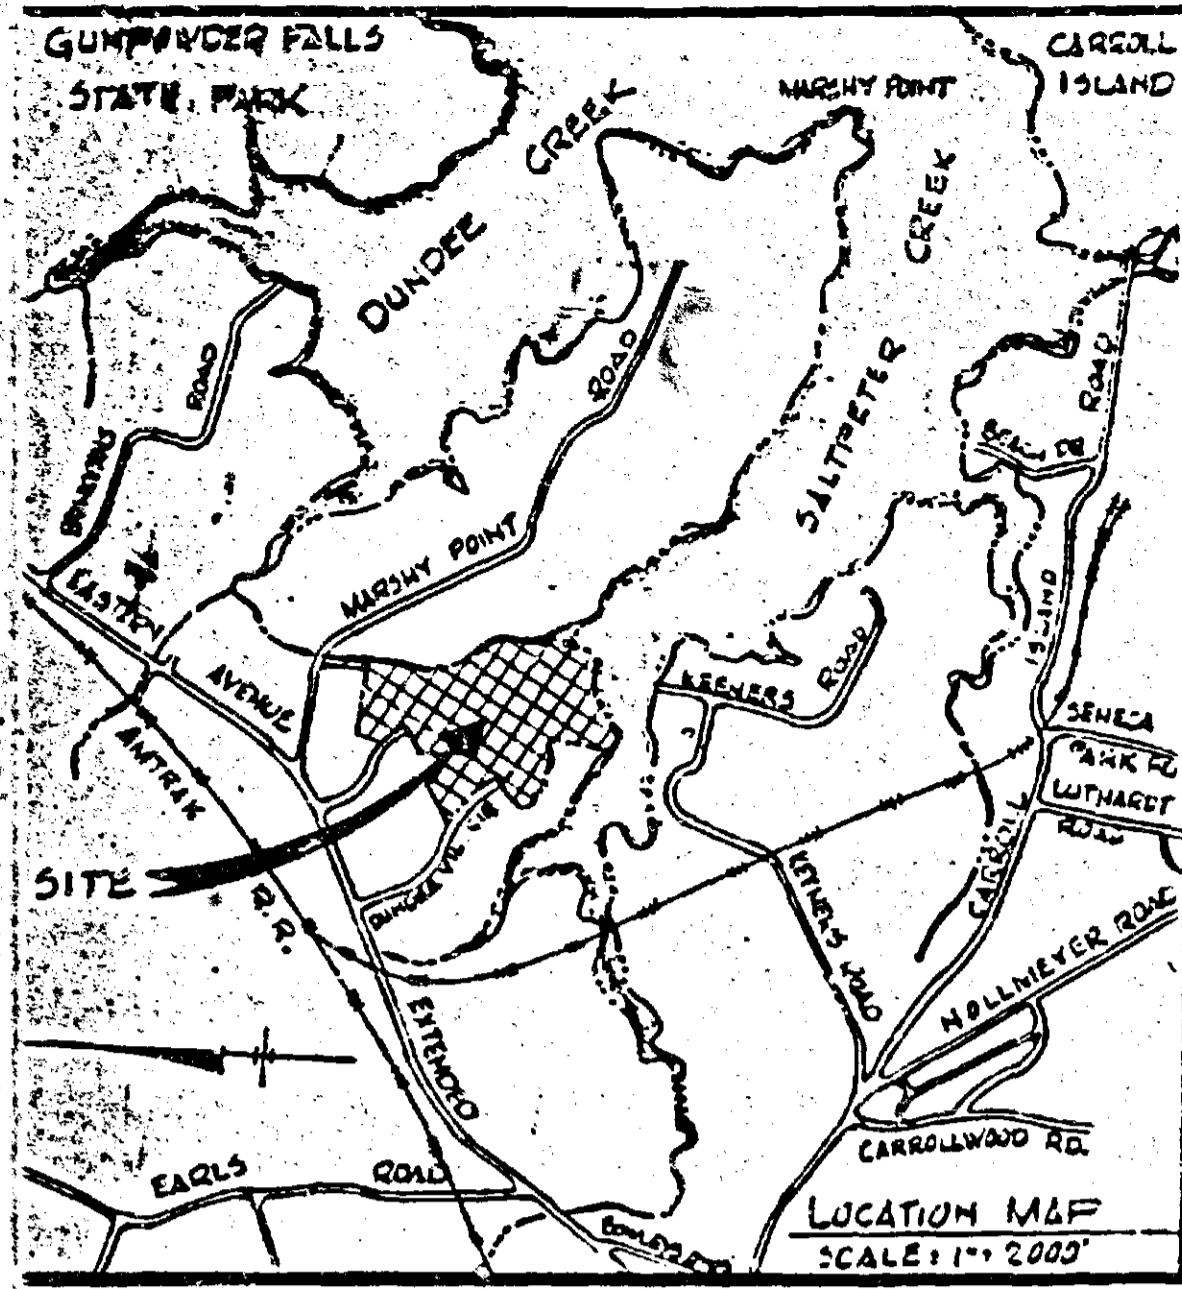 GUNPOWDER FALLS
STATE PARK
CARROLL
ISLAND
MARSHY POINT
DUNDEE CREEK
SALTPETER CREEK
ROAD
ROAD
ROAD
MARSHY POINT
EASTERN
AVENUE
EXTENDED
AMTRAK
R.R.
SITE
KEENERS ROAD
KEENERS ROAD
CARROLL ISLAND
SENECA
PARK RD
LUTHARDT
ROAD
HOLLMEYER ROAD
CARROLLWOOD RD.
EARLS ROAD
LOCATION MAP
SCALE: 1"= 2000'